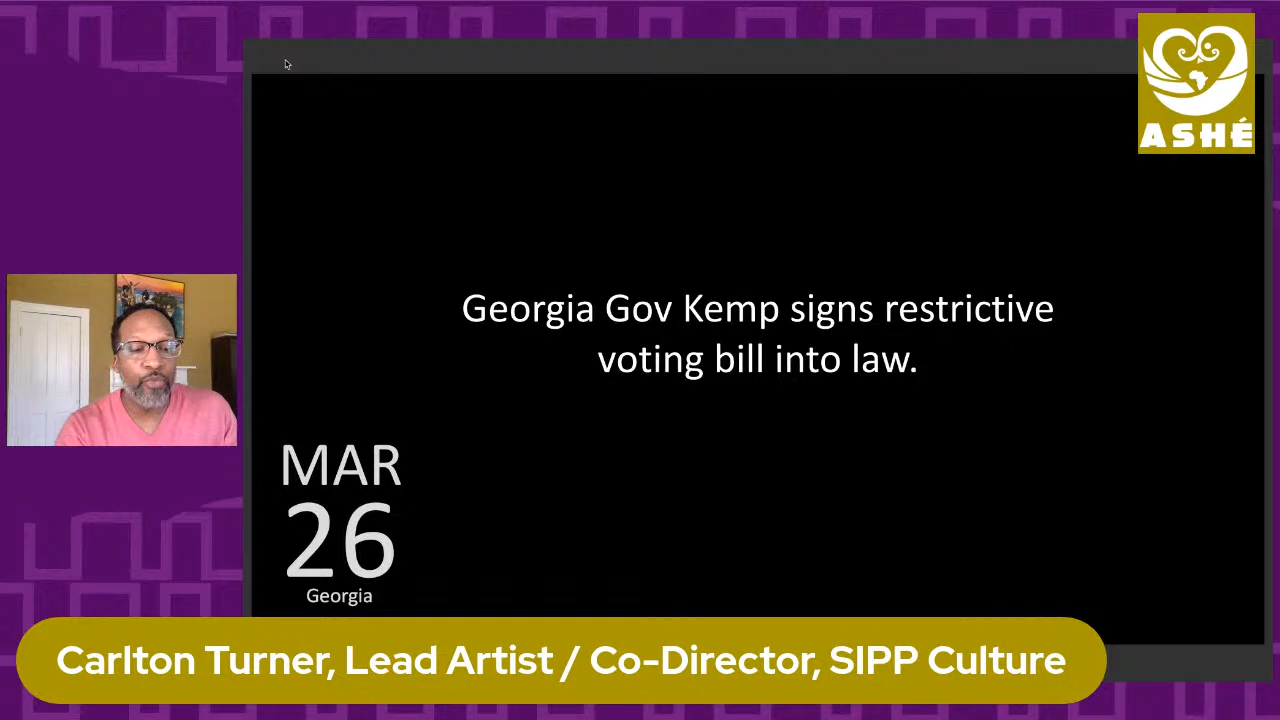 ASHÉ
Georgia Gov Kemp signs restrictive
voting bill into law.
MAR
26
Georgia
Carlton Turner, Lead Artist / Co-Director, SIPP Culture